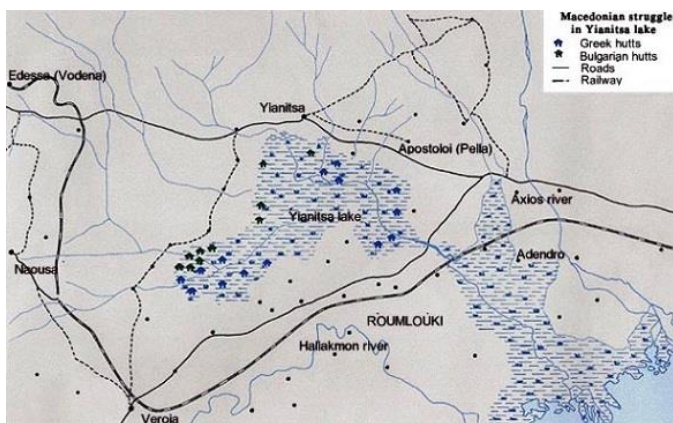 Macedonian struggle
in Yianitsa lake
Greek hutts
Bulgarian hutts
Roads
Railway
Edessa (Vodena)
Yianitsa
Apostoloi (Pella)
Axios river
Yianitsa lake
Adendro
Naousa
ROUMLOUKI
Haliakmon river
Veroia